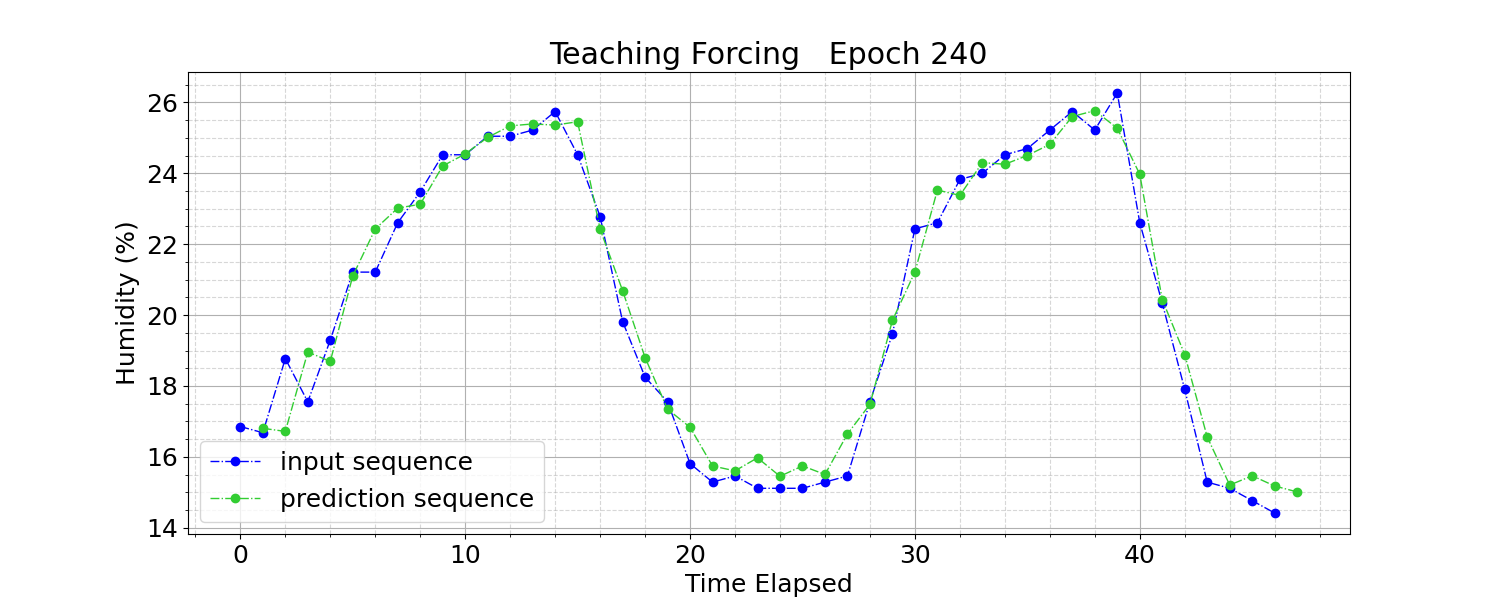 Teaching Forcing   Epoch 240
Humidity (%)
26
24
22
20
18
16
14
input sequence
prediction sequence
0 10 20 30 40
Time Elapsed